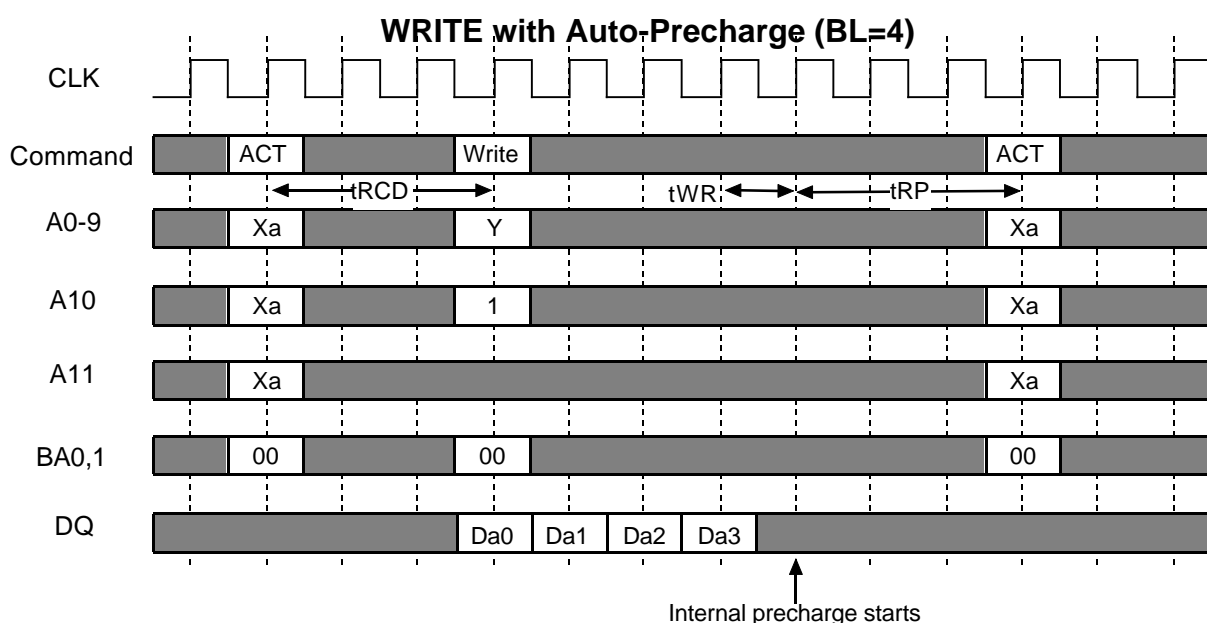 WRITE with Auto-Precharge (BL=4)
CLK
Command ACT Write ACT
tRCD tWR tRP
A0-9 Xa Y Xa
A10 Xa 1 Xa
A11 Xa Xa
BA0,1 00 00 00
DQ Da0 Da1 Da2 Da3
Internal precharge starts